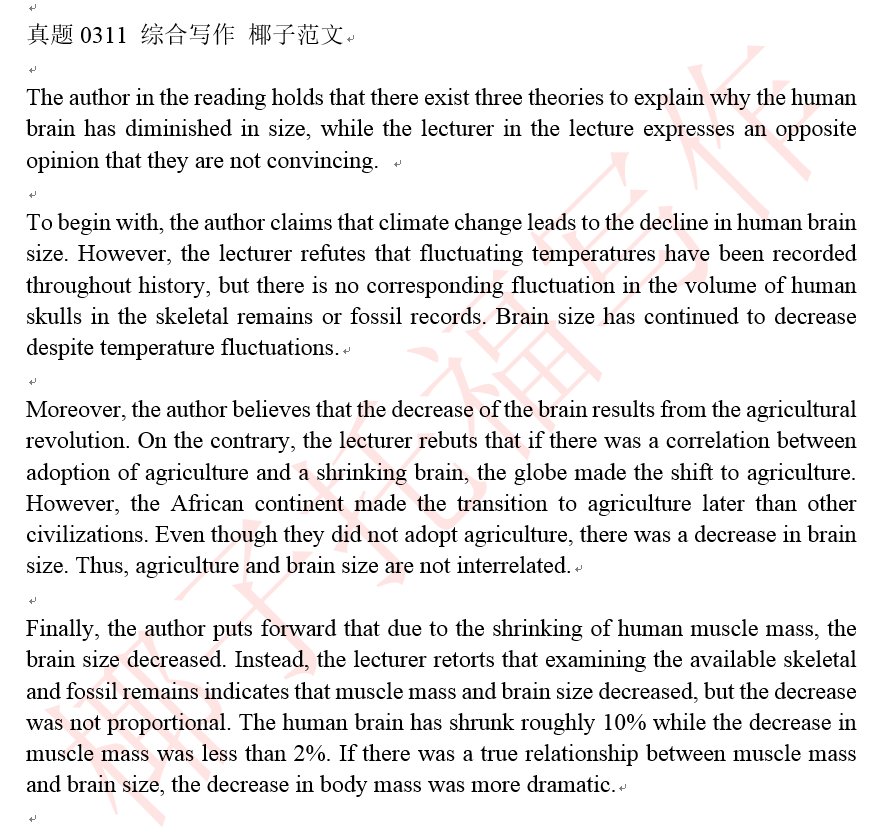 真题 0311 综合写作 椰子范文
The author in the reading holds that there exist three theories to explain why the human
brain has diminished in size, while the lecturer in the lecture expresses an opposite
opinion that they are not convincing.
To begin with, the author claims that climate change leads to the decline in human brain
size. However, the lecturer refutes that fluctuating temperatures have been recorded
throughout history, but there is no corresponding fluctuation in the volume of human
skulls in the skeletal remains or fossil records. Brain size has continued to decrease
despite temperature fluctuations.
Moreover, the author believes that the decrease of the brain results from the agricultural
revolution. On the contrary, the lecturer rebuts that if there was a correlation between
adoption of agriculture and a shrinking brain, the globe made the shift to agriculture.
However, the African continent made the transition to agriculture later than other
civilizations. Even though they did not adopt agriculture, there was a decrease in brain
size. Thus, agriculture and brain size are not interrelated.
Finally, the author puts forward that due to the shrinking of human muscle mass, the
brain size decreased. Instead, the lecturer retorts that examining the available skeletal
and fossil remains indicates that muscle mass and brain size decreased, but the decrease
was not proportional. The human brain has shrunk roughly 10% while the decrease in
muscle mass was less than 2%. If there was a true relationship between muscle mass
and brain size, the decrease in body mass was more dramatic.
椰子托福写作